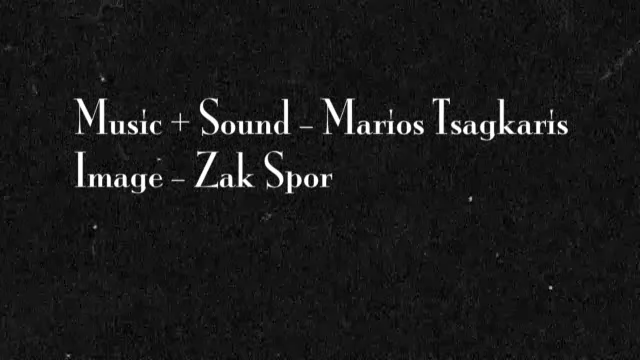 Music + Sound – Marios Tsagkaris
Image – Zak Spor